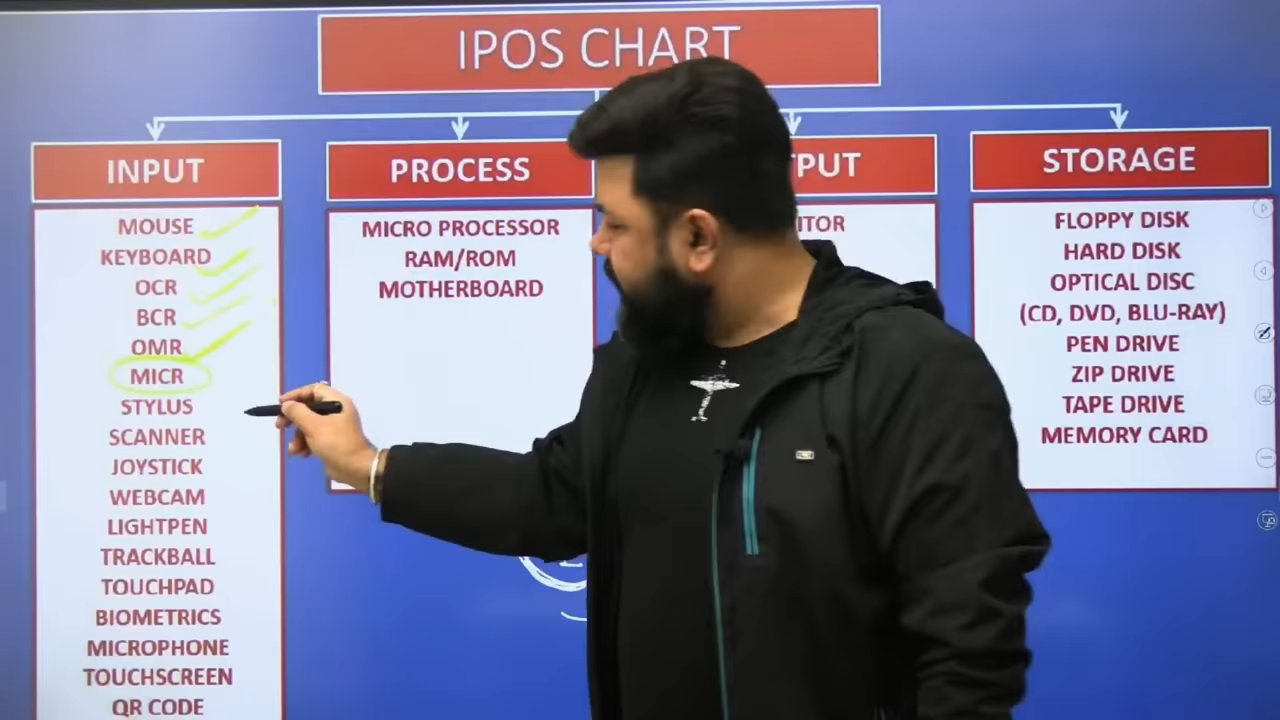 IPOS CHART
INPUT
MOUSE
KEYBOARD
OCR
BCR
OMR
MICR
STYLUS
SCANNER
JOYSTICK
WEBCAM
LIGHTPEN
TRACKBALL
TOUCHPAD
BIOMETRICS
MICROPHONE
TOUCHSCREEN
QR CODE
PROCESS
MICRO PROCESSOR
RAM/ROM
MOTHERBOARD
TPUT
ITOR
STORAGE
FLOPPY DISK
HARD DISK
OPTICAL DISC
(CD, DVD, BLU-RAY)
PEN DRIVE
ZIP DRIVE
TAPE DRIVE
MEMORY CARD